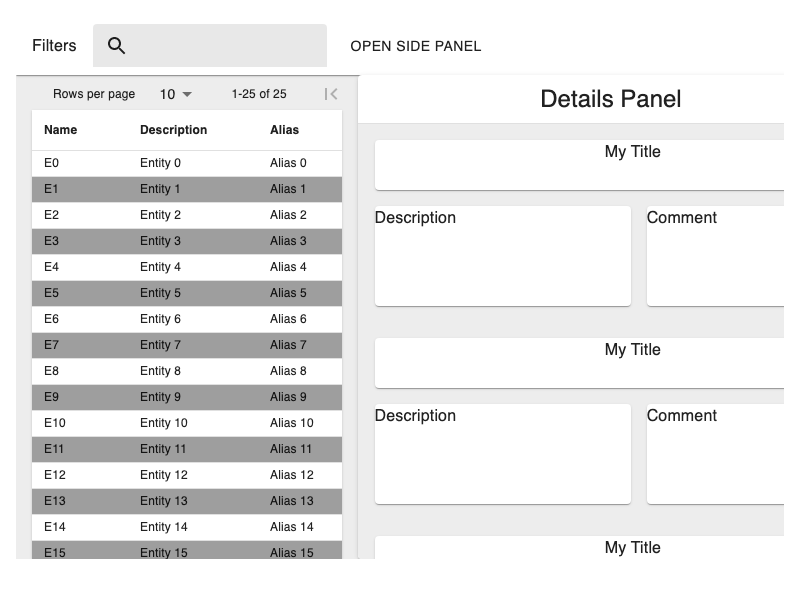 Filters
OPEN SIDE PANEL
Rows per page 10 1-25 of 25
Name Description Alias
E0 Entity 0 Alias 0
E1 Entity 1 Alias 1
E2 Entity 2 Alias 2
E3 Entity 3 Alias 3
E4 Entity 4 Alias 4
E5 Entity 5 Alias 5
E6 Entity 6 Alias 6
E7 Entity 7 Alias 7
E8 Entity 8 Alias 8
E9 Entity 9 Alias 9
E10 Entity 10 Alias 10
E11 Entity 11 Alias 11
E12 Entity 12 Alias 12
E13 Entity 13 Alias 13
E14 Entity 14 Alias 14
E15 Entity 15 Alias 15
Details Panel
My Title
Description Comment
My Title
Description Comment
My Title